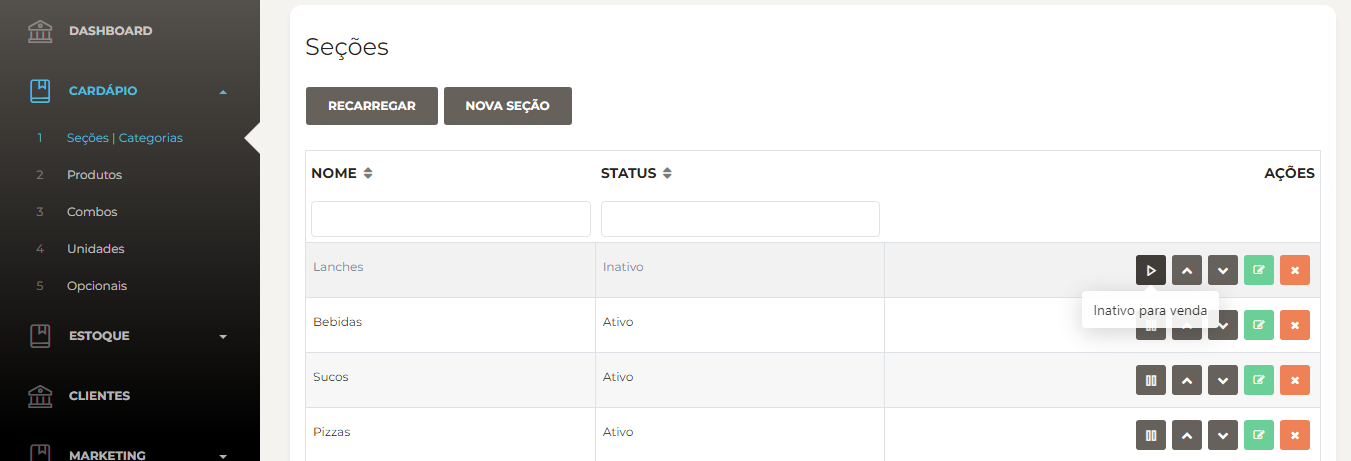 DASHBOARD
CARDÁPIO
1 Seções | Categorias
2 Produtos
3 Combos
4 Unidades
5 Opcionais
ESTOQUE
CLIENTES
MARKETING
Seções
RECARREGAR NOVA SEÇÃO
NOME STATUS AÇÕES
Lanches Inativo
Inativo para venda
Bebidas Ativo
Sucos Ativo
Pizzas Ativo